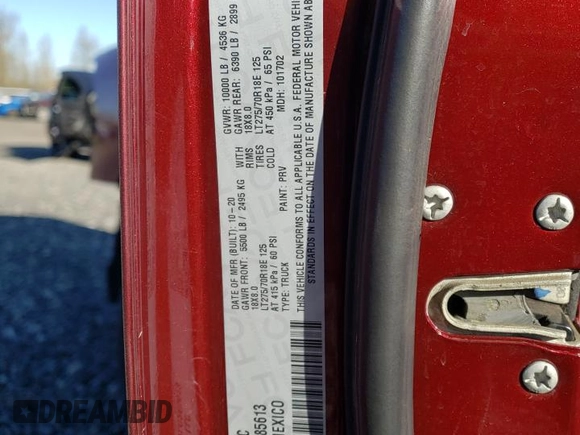 DATE OF MFR (BUILT): 10-20
GVWR: 10000 LB / 4536 KG
GAWR FRONT: 5500 LB / 2495 KG WITH
GAWR REAR: 6390 LB / 2899
18X8.0 RIMS 18X8.0
LT275/70R18E 125 TIRES LT275/70R18E 125
AT 415 kPa / 60 PSI COLD AT 450 kPa / 65 PSI
TYPE: TRUCK PAINT: PRV MDH: 101702
THIS VEHICLE CONFORMS TO ALL APPLICABLE U.S.A. FEDERAL MOTOR
STANDARDS IN EFFECT ON THE DATE OF MANUFACTURE SHOWN
85613
MEXICO
DREAMBID